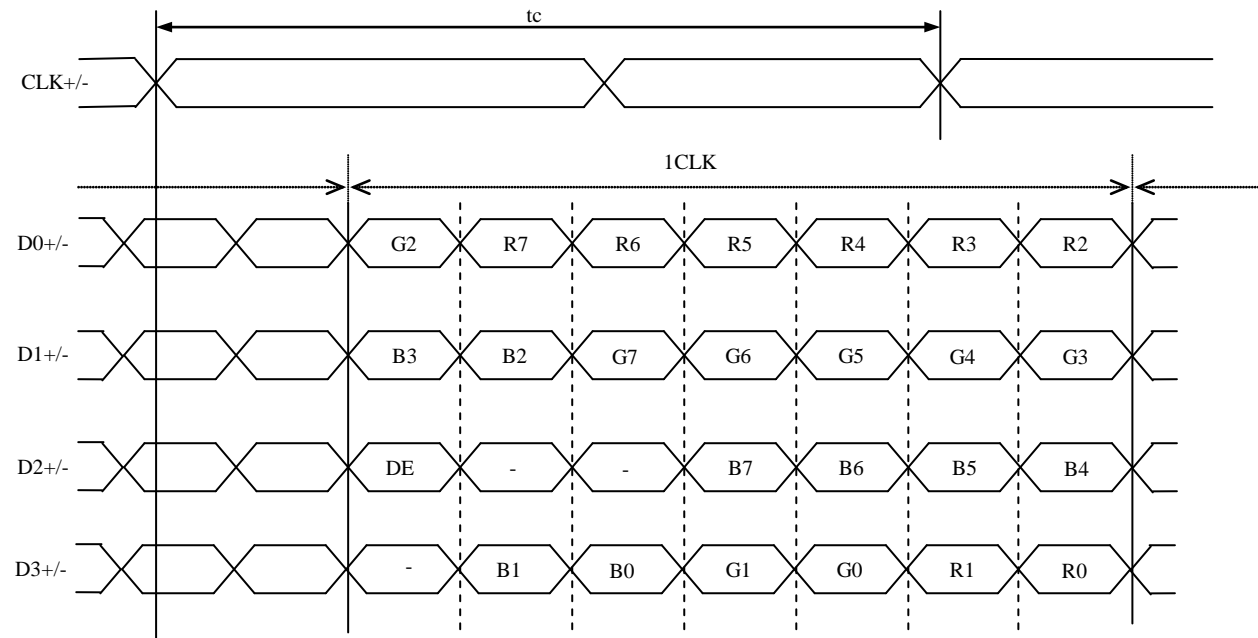 tc
CLK+/-
1CLK
D0+/- G2 R7 R6 R5 R4 R3 R2
D1+/- B3 B2 G7 G6 G5 G4 G3
D2+/- DE - - B7 B6 B5 B4
D3+/- - B1 B0 G1 G0 R1 R0